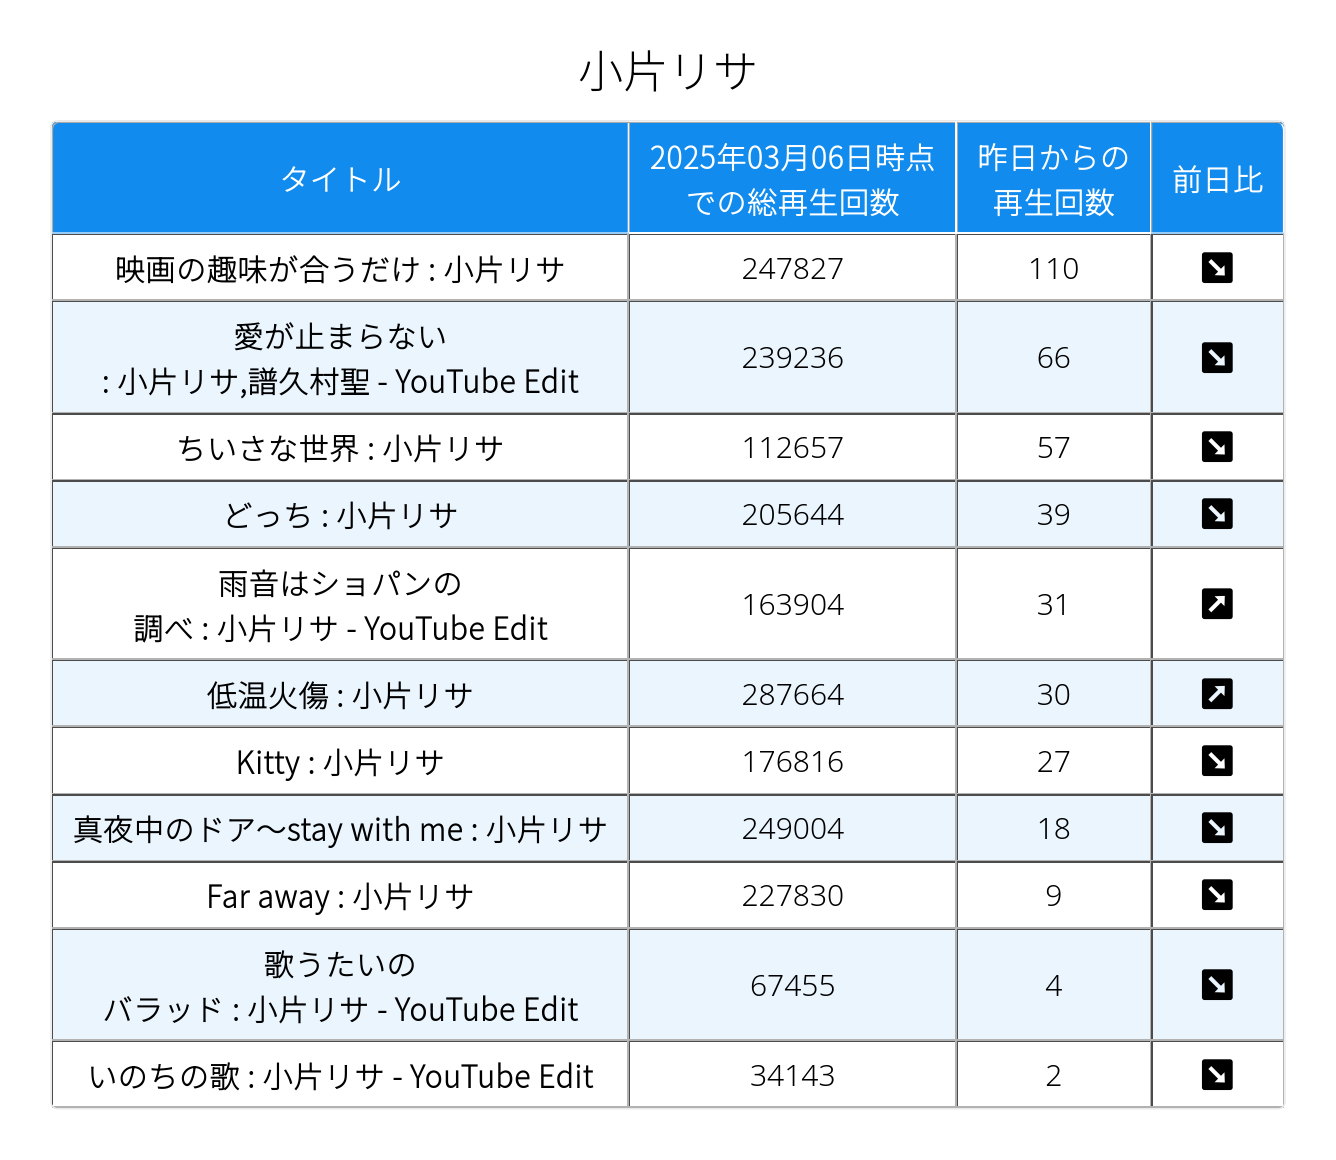 小片リサ
タイトル
2025年03月06日時点
での総再生回数
昨日からの
再生回数
前日比
映画の趣味が合うだけ : 小片リサ
247827
110
愛が止まらない
: 小片リサ,譜久村聖 - YouTube Edit
239236
66
ちいさな世界 : 小片リサ
112657
57
どっち : 小片リサ
205644
39
雨音はショパンの
調べ : 小片リサ - YouTube Edit
163904
31
低温火傷 : 小片リサ
287664
30
Kitty : 小片リサ
176816
27
真夜中のドア〜stay with me : 小片リサ
249004
18
Far away : 小片リサ
227830
9
歌うたいの
バラッド : 小片リサ - YouTube Edit
67455
4
いのちの歌 : 小片リサ - YouTube Edit
34143
2